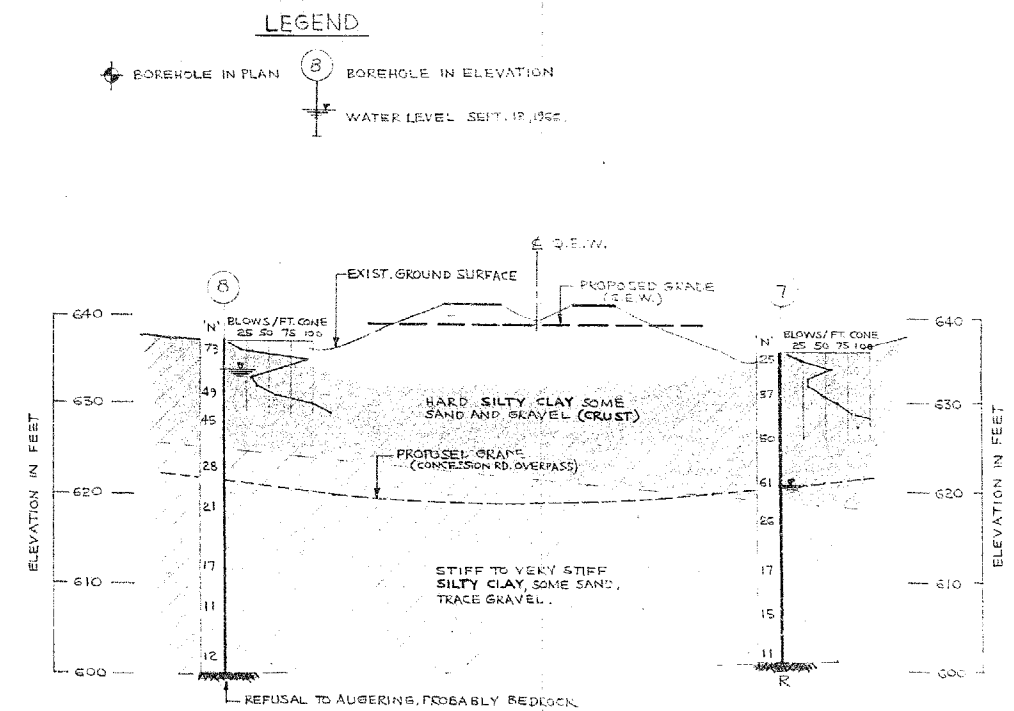 LEGEND
BOREHOLE IN PLAN
8
BOREHOLE IN ELEVATION
WATER LEVEL SEPT.
℄ Q.E.W.
EXIST. GROUND SURFACE
PROPOSED GRADE
(Q.E.W.)
8
7
640
'N'
BLOWS/FT. CONE
25 50 75 100
640
'N'
BLOWS/FT. CONE
25 50 75 100
73
49
45
28
21
17
11
12
25
37
50
61
26
17
15
11
HARD SILTY CLAY SOME
SAND AND GRAVEL (CRUST)
630
630
PROPOSED GRADE
(CONCESSION RD. OVERPASS)
620
620
STIFF TO VERY STIFF
SILTY CLAY, SOME SAND,
TRACE GRAVEL.
610
610
600
600
ELEVATION IN FEET
ELEVATION IN FEET
R
REFUSAL TO AUGERING, PROBABLY BEDROCK